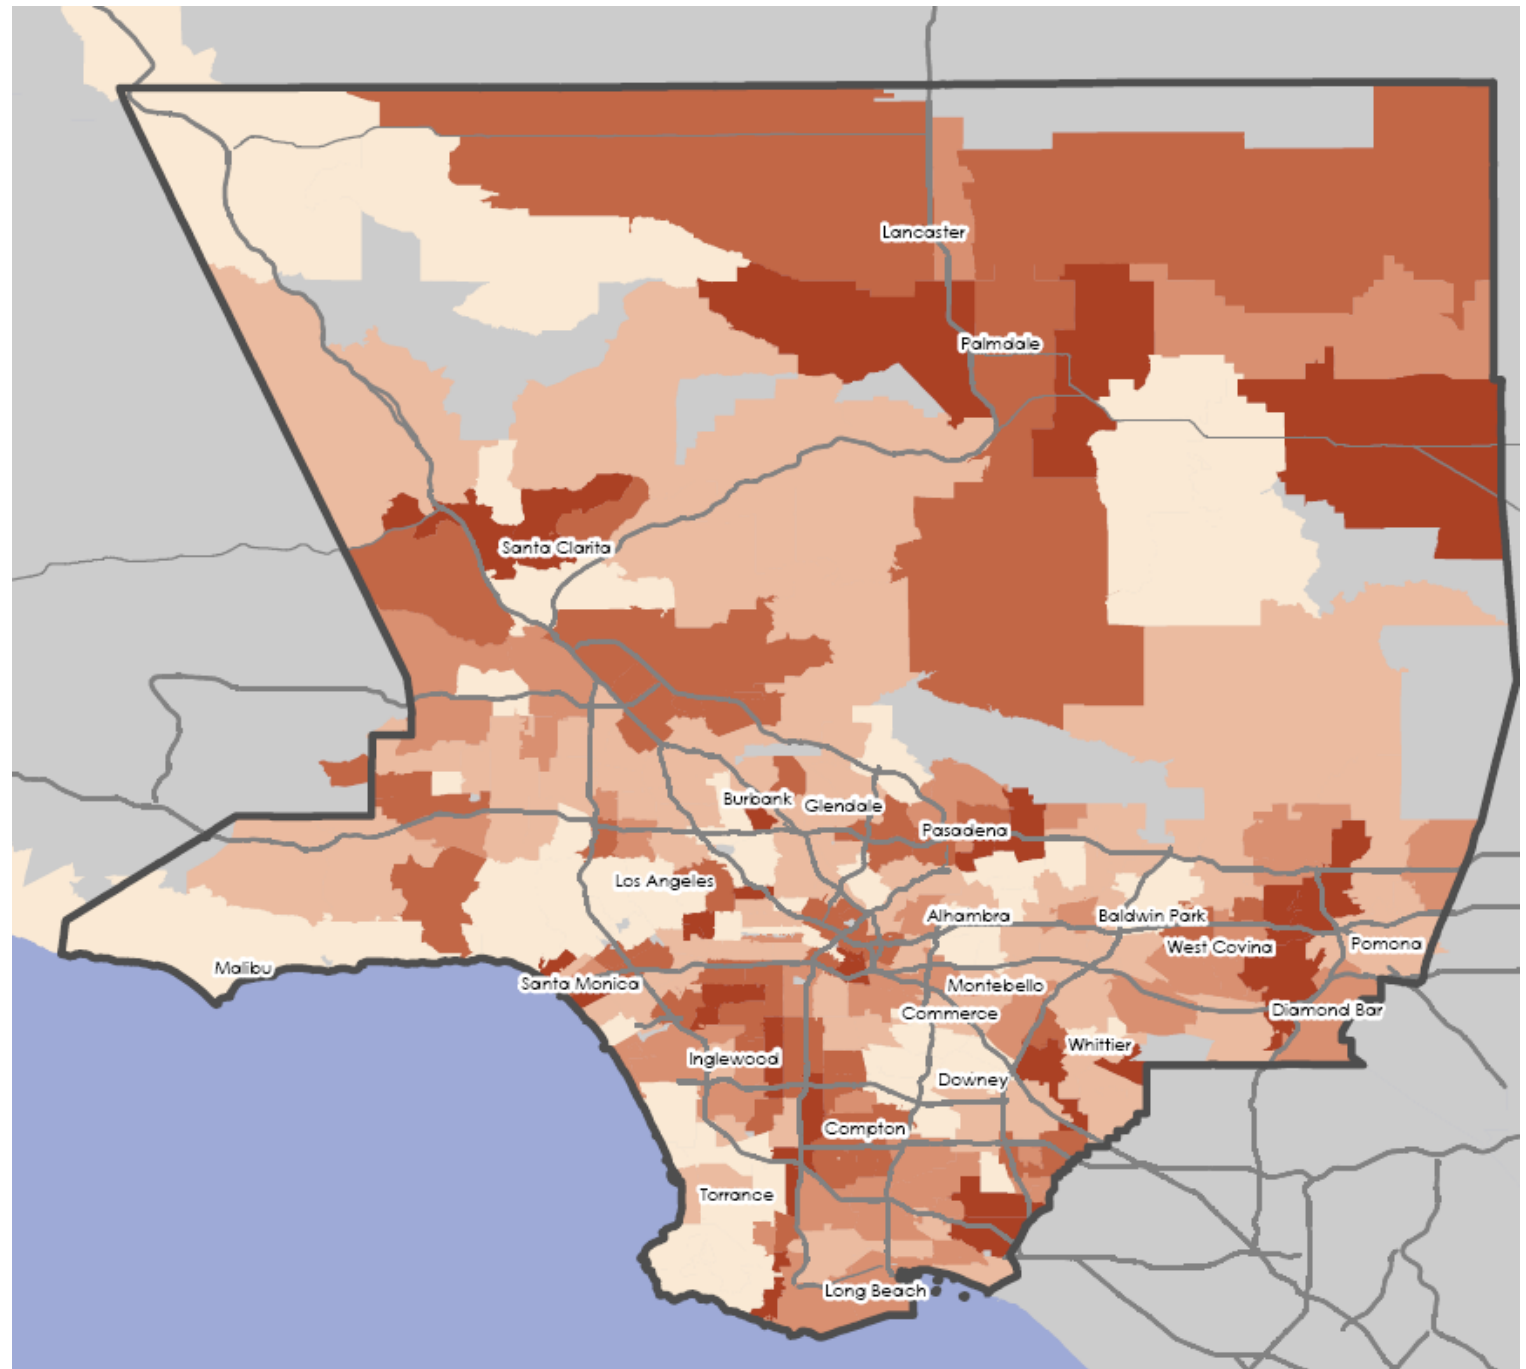 Lancaster
Palmdale
Santa Clarita
Burbank
Glendale
Pasadena
Los Angeles
Alhambra
Baldwin Park
West Covina
Pomona
Malibu
Santa Monica
Montebello
Commerce
Diamond Bar
Inglewood
Whittier
Downey
Compton
Torrance
Long Beach